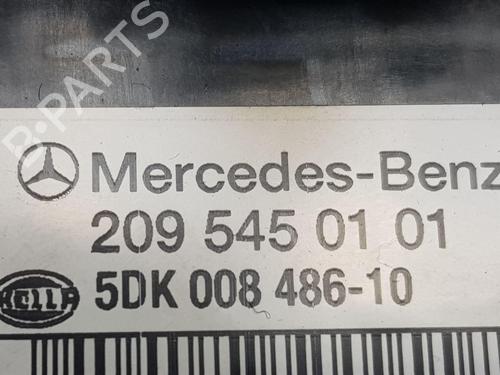 B-PARTS
Mercedes-Benz
209 545 01 01
HELLA 5DK 008 486-10